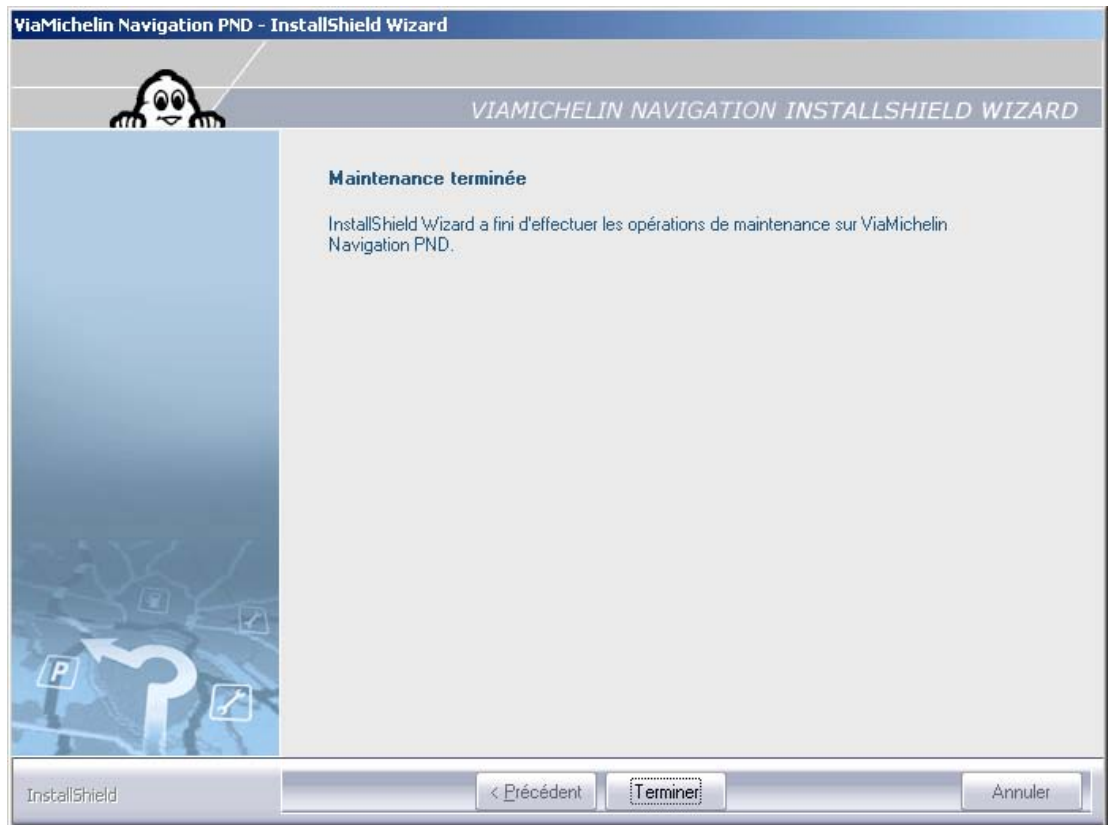 ViaMichelin Navigation PND - InstallShield Wizard
VIAMICHELIN NAVIGATION INSTALLSHIELD WIZARD
Maintenance terminée
InstallShield Wizard a fini d'effectuer les opérations de maintenance sur ViaMichelin
Navigation PND.
P
InstallShield
< Précédent
Terminer
Annuler